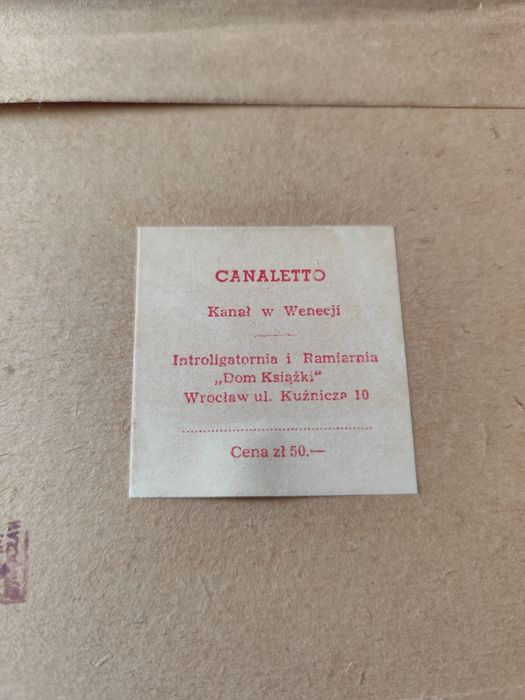 CANALETTO
Kanał w Wenecji
Introligatornia i Ramiarnia
„Dom Książki“
Wrocław ul. Kuźnicza 10
Cena zł 50.—